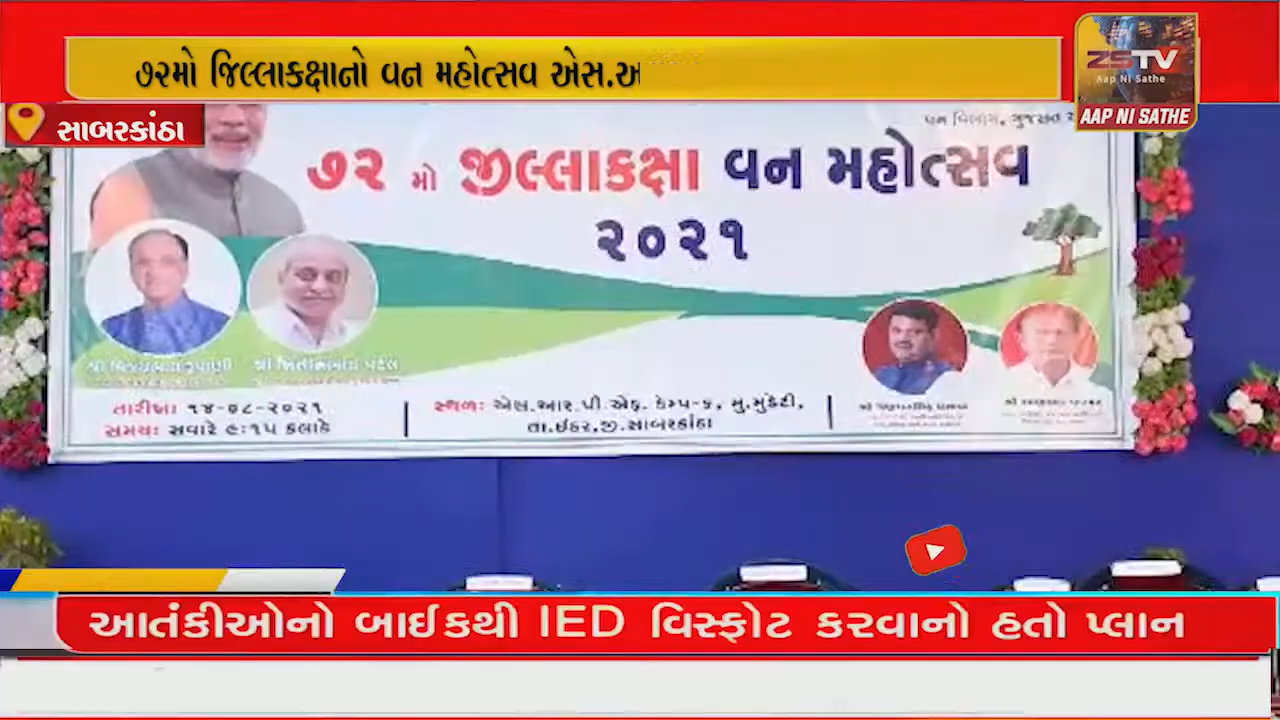 ૭૨મો જિલ્લાકક્ષાનો વન મહોત્સવ એસ.અ
ZSTV
Aap Ni Sathe
AAP NI SATHE
સાબરકાંઠા
૭૨ મો જીલ્લાકક્ષા વન મહોત્સવ
૨૦૨૧
તારીખઃ ૧૪-૦૮-૨૦૨૧
સમયઃ સવારે ૯:૧૫ કલાકે
સ્થળઃ એસ.આર.પી.એફ. કેમ્પ-૬, મુ.મુડેટી,
તા.ઈડર,જી.સાબરકાંઠા
આતંકીઓનો બાઈકથી IED વિસ્ફોટ કરવાનો હતો પ્લાન